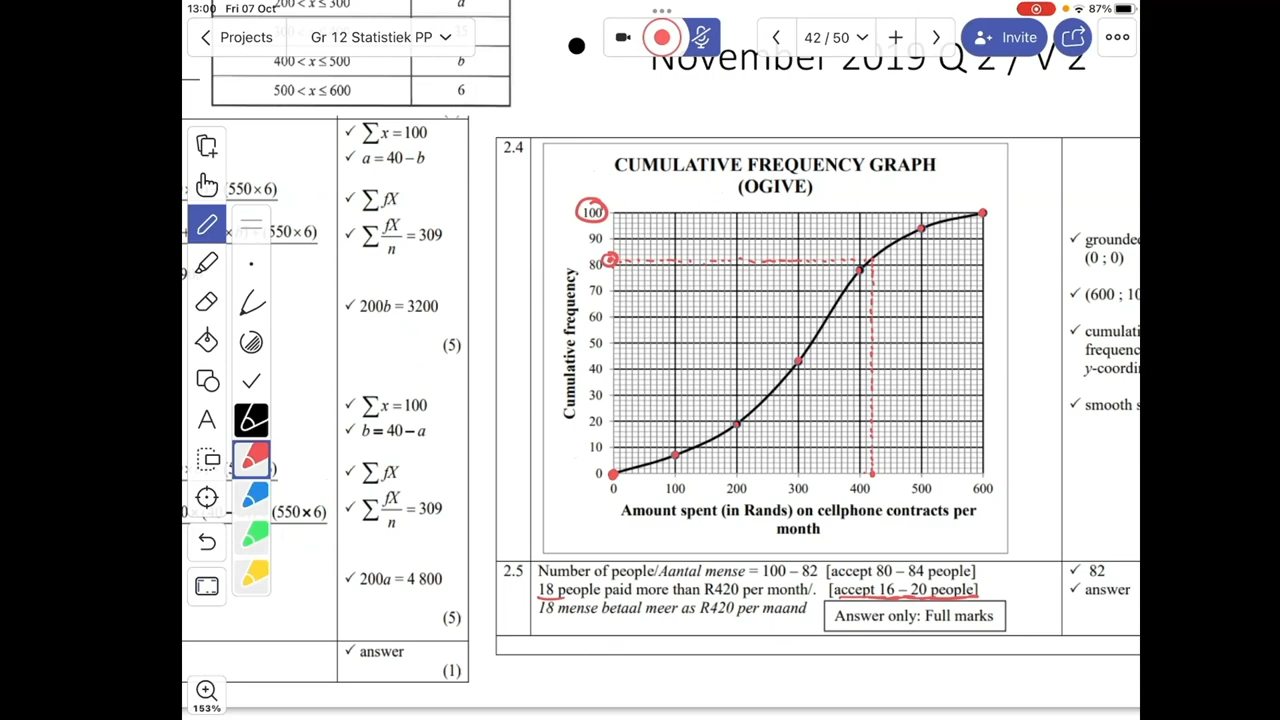 13:00 Fri 07 Oct
87%
Projects
Gr 12 Statistiek PP
42 / 50
Invite
November 2019 Q 2 / V 2
200 < x ≤ 300
a
15
400 < x ≤ 500
b
500 < x ≤ 600
6
✓ ∑x = 100
✓ a = 40 – b
(550×6)
✓ ∑fX
(550×6)
✓ ∑ fX/n = 309
✓ 200b = 3200
(5)
✓ ∑x = 100
✓ b = 40 – a
✓ ∑fX
✓ ∑ fX/n = 309
(550×6)
✓ 200a = 4 800
(5)
✓ answer
(1)
153%
2.4
CUMULATIVE FREQUENCY GRAPH
(OGIVE)
Cumulative frequency
100
90
80
70
60
50
40
30
20
10
0
0 100 200 300 400 500 600
Amount spent (in Rands) on cellphone contracts per
month
✓ grounded
(0 ; 0)
✓ (600 ; 10
✓ cumulati
frequenc
y-coordi
✓ smooth s
2.5 Number of people/Aantal mense = 100 – 82 [accept 80 – 84 people]
18 people paid more than R420 per month/. [accept 16 – 20 people]
18 mense betaal meer as R420 per maand
Answer only: Full marks
✓ 82
✓ answer